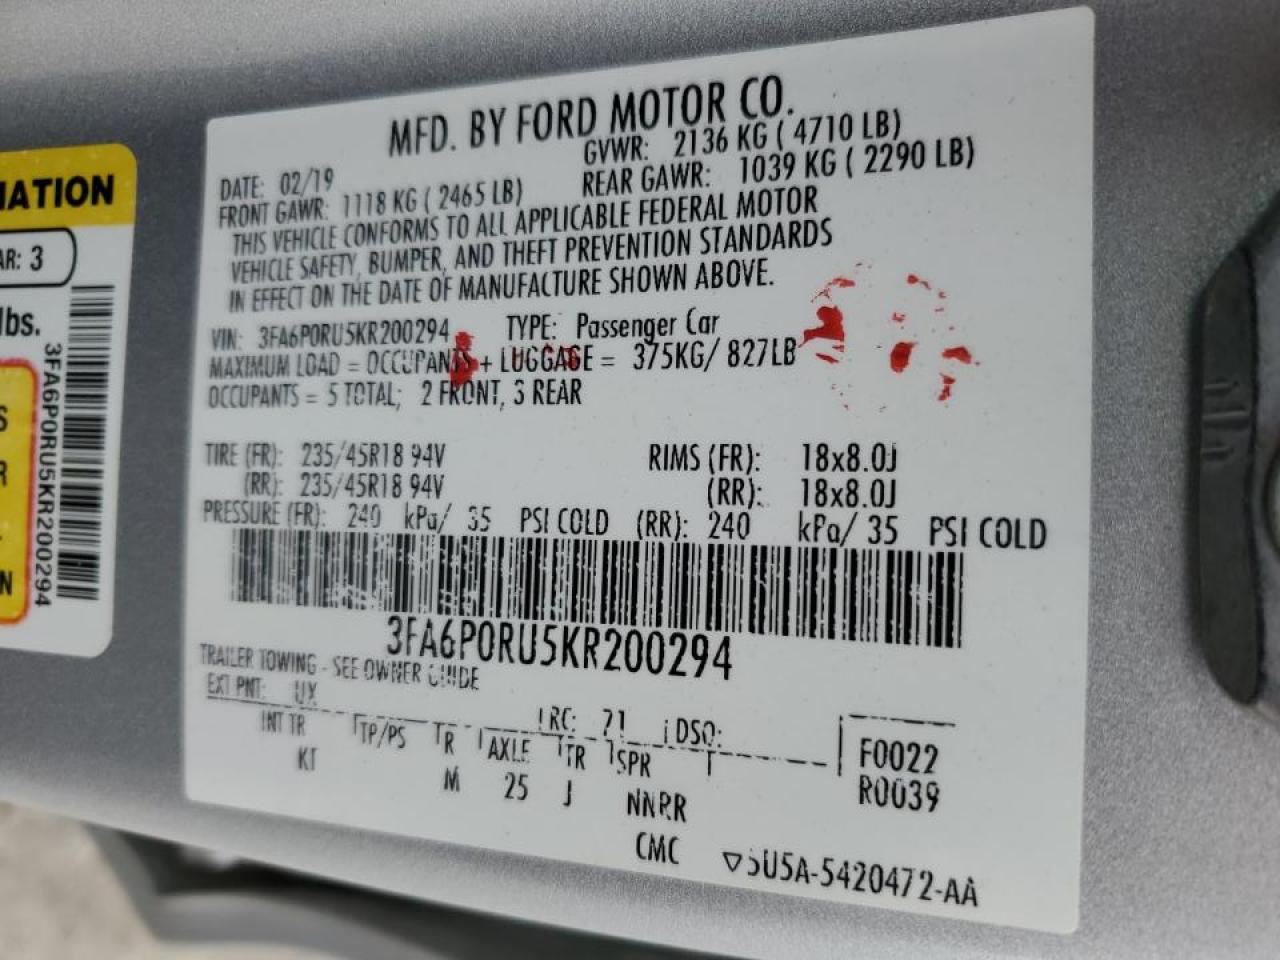 MATION
AR: 3
lbs.
S
R
N
3FA6P0RU5KR200294
MFD. BY FORD MOTOR CO.
DATE: 02/19 GVWR: 2136 KG ( 4710 LB)
FRONT GAWR: 1118 KG ( 2465 LB) REAR GAWR: 1039 KG ( 2290 LB)
THIS VEHICLE CONFORMS TO ALL APPLICABLE FEDERAL MOTOR
VEHICLE SAFETY, BUMPER, AND THEFT PREVENTION STANDARDS
IN EFFECT ON THE DATE OF MANUFACTURE SHOWN ABOVE.
VIN: 3FA6P0RU5KR200294 TYPE: Passenger Car
MAXIMUM LOAD = OCCUPANTS + LUGGAGE = 375KG/ 827LB
OCCUPANTS = 5 TOTAL; 2 FRONT, 3 REAR
TIRE (FR): 235/45R18 94V RIMS (FR): 18x8.0J
(RR): 235/45R18 94V (RR): 18x8.0J
PRESSURE (FR): 240 kPa/ 35 PSI COLD (RR): 240 kPa/ 35 PSI COLD
3FA6P0RU5KR200294
TRAILER TOWING - SEE OWNER GUIDE
EXT PNT: UX RC: 71 DSO:
INT TR TP/PS R AXLE TR SPR F0022
KT M 25 J NNRR R0039
CMC ▽5U5A-5420472-AA